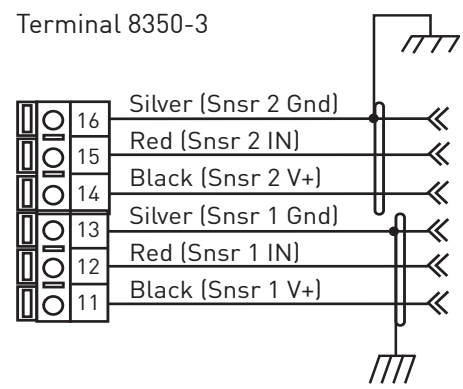 Terminal 8350-3
16 Silver (Snsr 2 Gnd)
15 Red (Snsr 2 IN)
14 Black (Snsr 2 V+)
13 Silver (Snsr 1 Gnd)
12 Red (Snsr 1 IN)
11 Black (Snsr 1 V+)